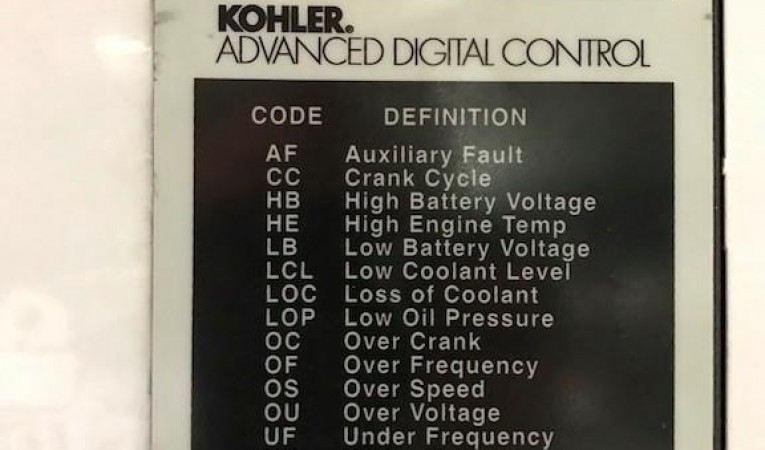 KOHLER.
ADVANCED DIGITAL CONTROL
CODE DEFINITION
AF Auxiliary Fault
CC Crank Cycle
HB High Battery Voltage
HE High Engine Temp
LB Low Battery Voltage
LCL Low Coolant Level
LOC Loss of Coolant
LOP Low Oil Pressure
OC Over Crank
OF Over Frequency
OS Over Speed
OU Over Voltage
UF Under Frequency